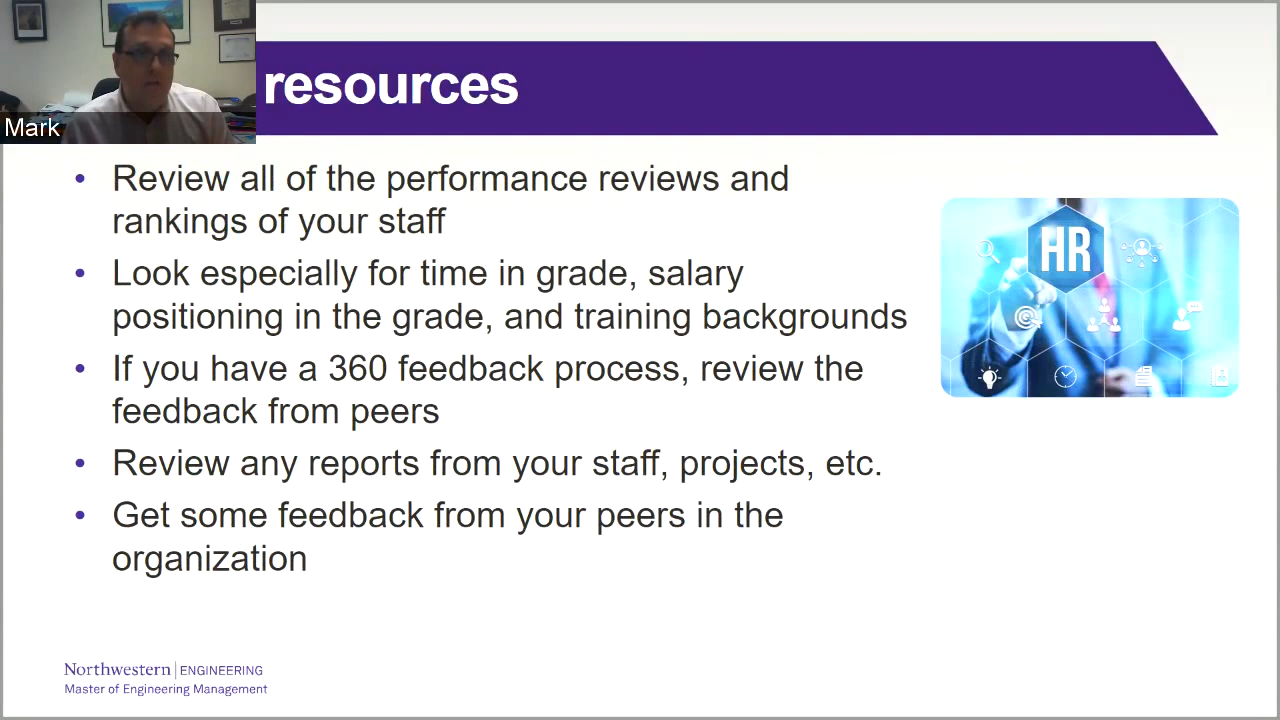 resources
Mark
• Review all of the performance reviews and
rankings of your staff
• Look especially for time in grade, salary
positioning in the grade, and training backgrounds
• If you have a 360 feedback process, review the
feedback from peers
• Review any reports from your staff, projects, etc.
• Get some feedback from your peers in the
organization
HR
Northwestern | ENGINEERING
Master of Engineering Management